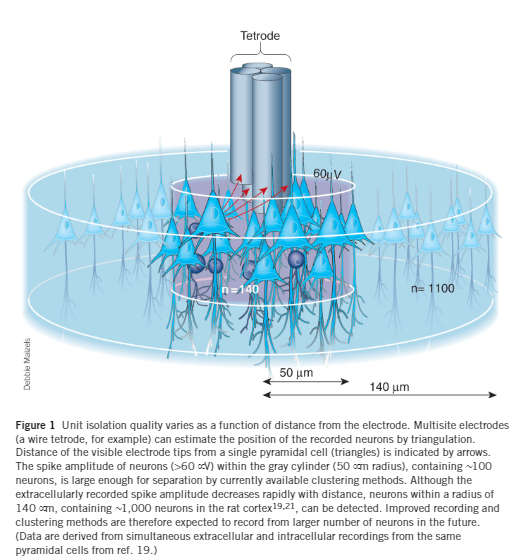 Tetrode
60µV
n=140
n= 1100
50 µm
140 µm
Debbie Maizels
Figure 1 Unit isolation quality varies as a function of distance from the electrode. Multisite electrodes
(a wire tetrode, for example) can estimate the position of the recorded neurons by triangulation.
Distance of the visible electrode tips from a single pyramidal cell (triangles) is indicated by arrows.
The spike amplitude of neurons (>60 ∝V) within the gray cylinder (50 ∝m radius), containing ~100
neurons, is large enough for separation by currently available clustering methods. Although the
extracellularly recorded spike amplitude decreases rapidly with distance, neurons within a radius of
140 ∝m, containing ~1,000 neurons in the rat cortex19,21, can be detected. Improved recording and
clustering methods are therefore expected to record from larger number of neurons in the future.
(Data are derived from simultaneous extracellular and intracellular recordings from the same
pyramidal cells from ref. 19.)